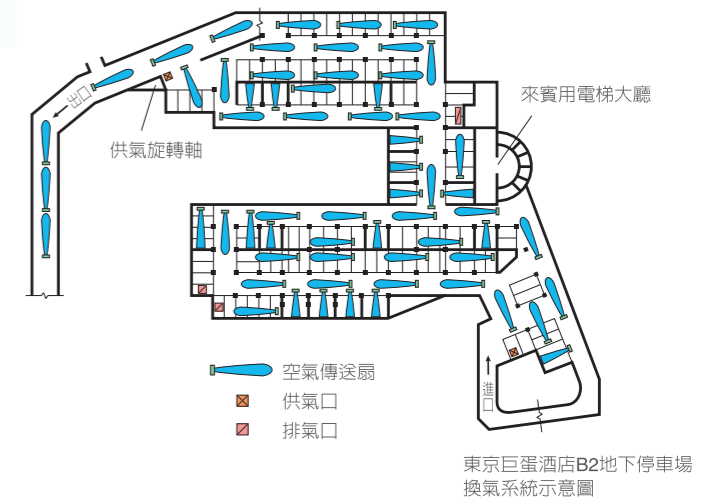 出口
來賓用電梯大廳
供氣旋轉軸
空氣傳送扇
供氣口
排氣口
進口
東京巨蛋酒店B2地下停車場
換氣系統示意圖